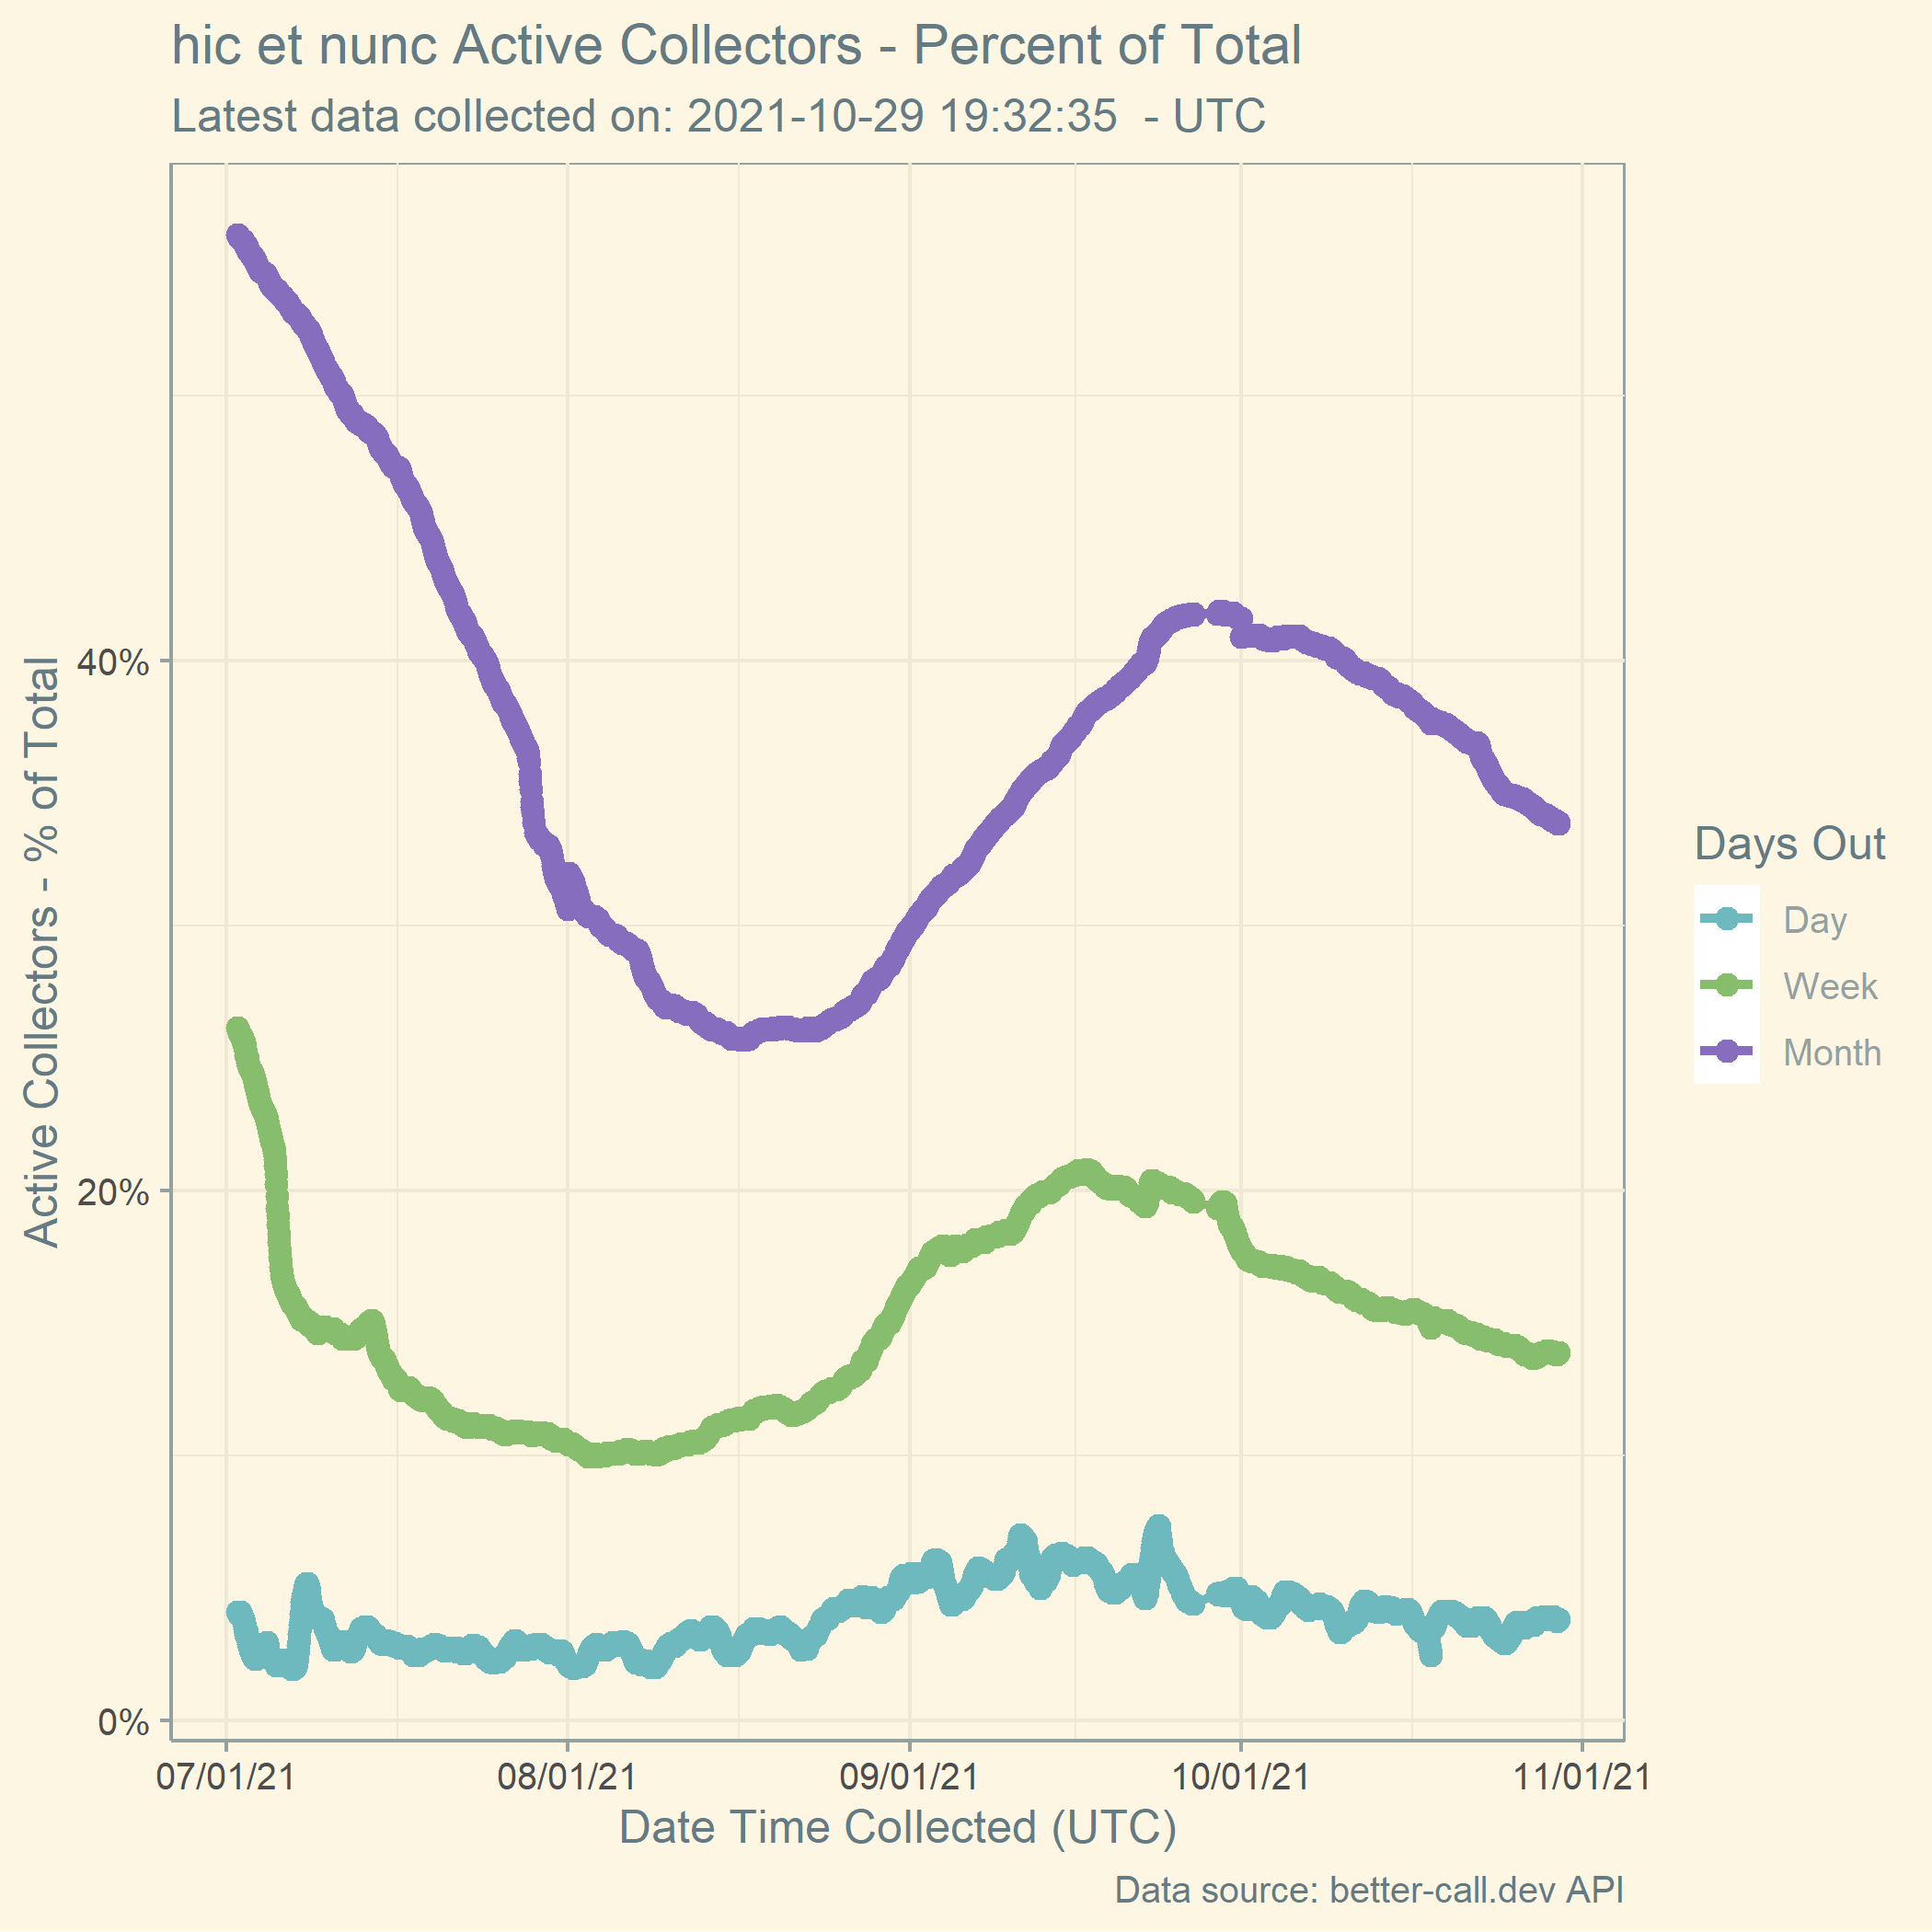 hic et nunc Active Collectors - Percent of Total
Latest data collected on: 2021-10-29 19:32:35  - UTC
Active Collectors - % of Total
40%
20%
0%
07/01/21
08/01/21
09/01/21
10/01/21
11/01/21
Date Time Collected (UTC)
Days Out
Day
Week
Month
Data source: better-call.dev API